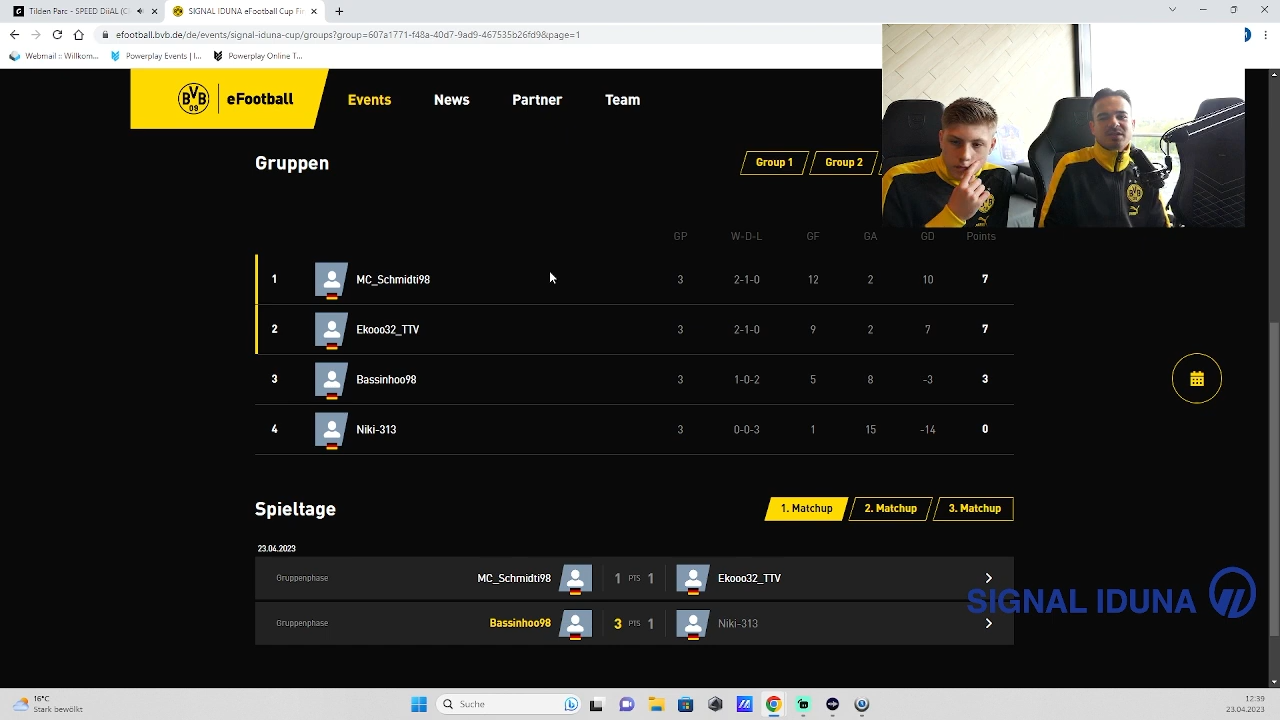 Tilden Parc - SPEED DiiAL (C
SIGNAL IDUNA eFootball Cup Fin
efootball.bvb.de/de/events/signal-iduna-cup/groups?group
1771-f48a-40d7-9ad9-467535b26fd9&page=1
Webmail :: Willkom...
Powerplay Events | I...
Powerplay Online T...
BVB 09
eFootball
Events
News
Partner
Team
Gruppen
Group 1
Group 2
GP W-D-L GF GA GD Points
1 MC_Schmidti98 3 2-1-0 12 2 10 7
2 Ekooo32_TTV 3 2-1-0 9 2 7 7
3 Bassinhoo98 3 1-0-2 5 8 -3 3
4 Niki-313 3 0-0-3 1 15 -14 0
Spieltage
1. Matchup
2. Matchup
3. Matchup
23.04.2023
Gruppenphase MC_Schmidti98 1 PTS 1 Ekooo32_TTV
Gruppenphase Bassinhoo98 3 PTS 1 Niki-313
SIGNAL IDUNA
16°C
Stark bewölkt
Suche
12:39
23.04.2023